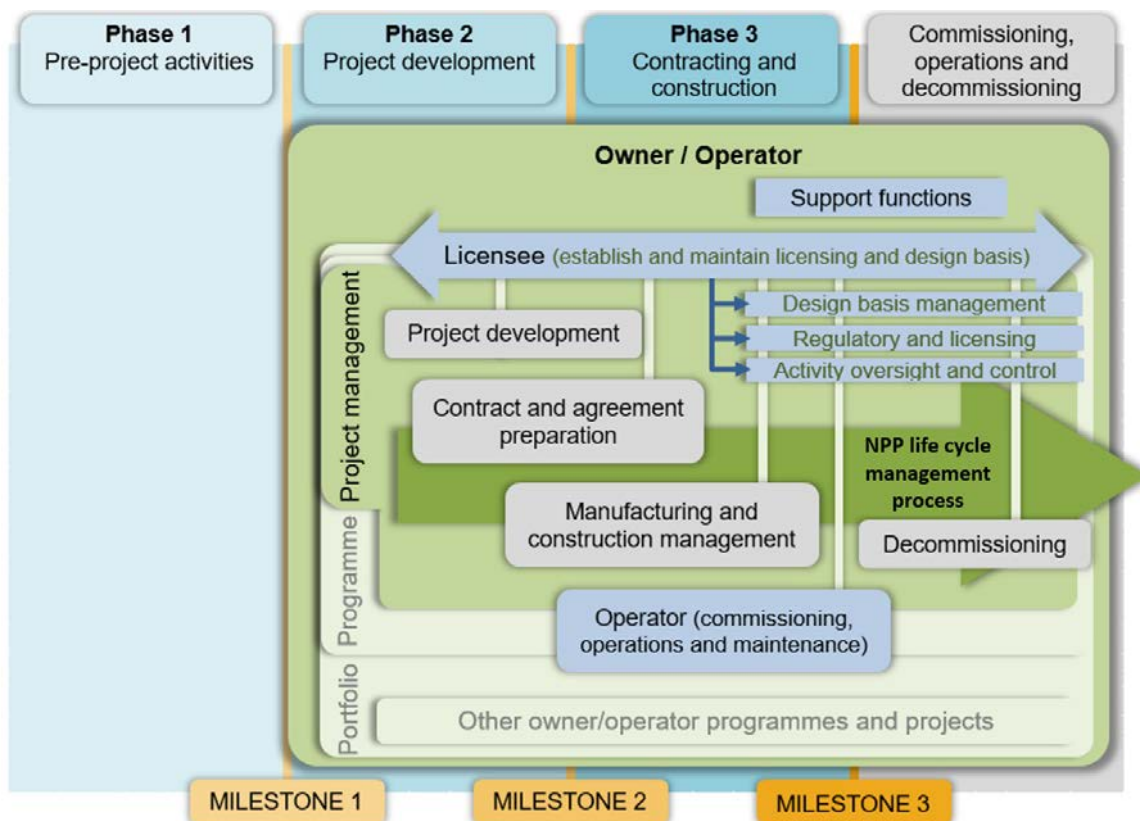 Phase 1
Pre-project activities
Phase 2
Project development
Phase 3
Contracting and
construction
Commissioning,
operations and
decommissioning
Owner / Operator
Support functions
Licensee (establish and maintain licensing and design basis)
Design basis management
Regulatory and licensing
Activity oversight and control
Project management
Programme
Portfolio
Project development
Contract and agreement
preparation
NPP life cycle
management
process
Manufacturing and
construction management
Decommissioning
Operator (commissioning,
operations and maintenance)
Other owner/operator programmes and projects
MILESTONE 1
MILESTONE 2
MILESTONE 3